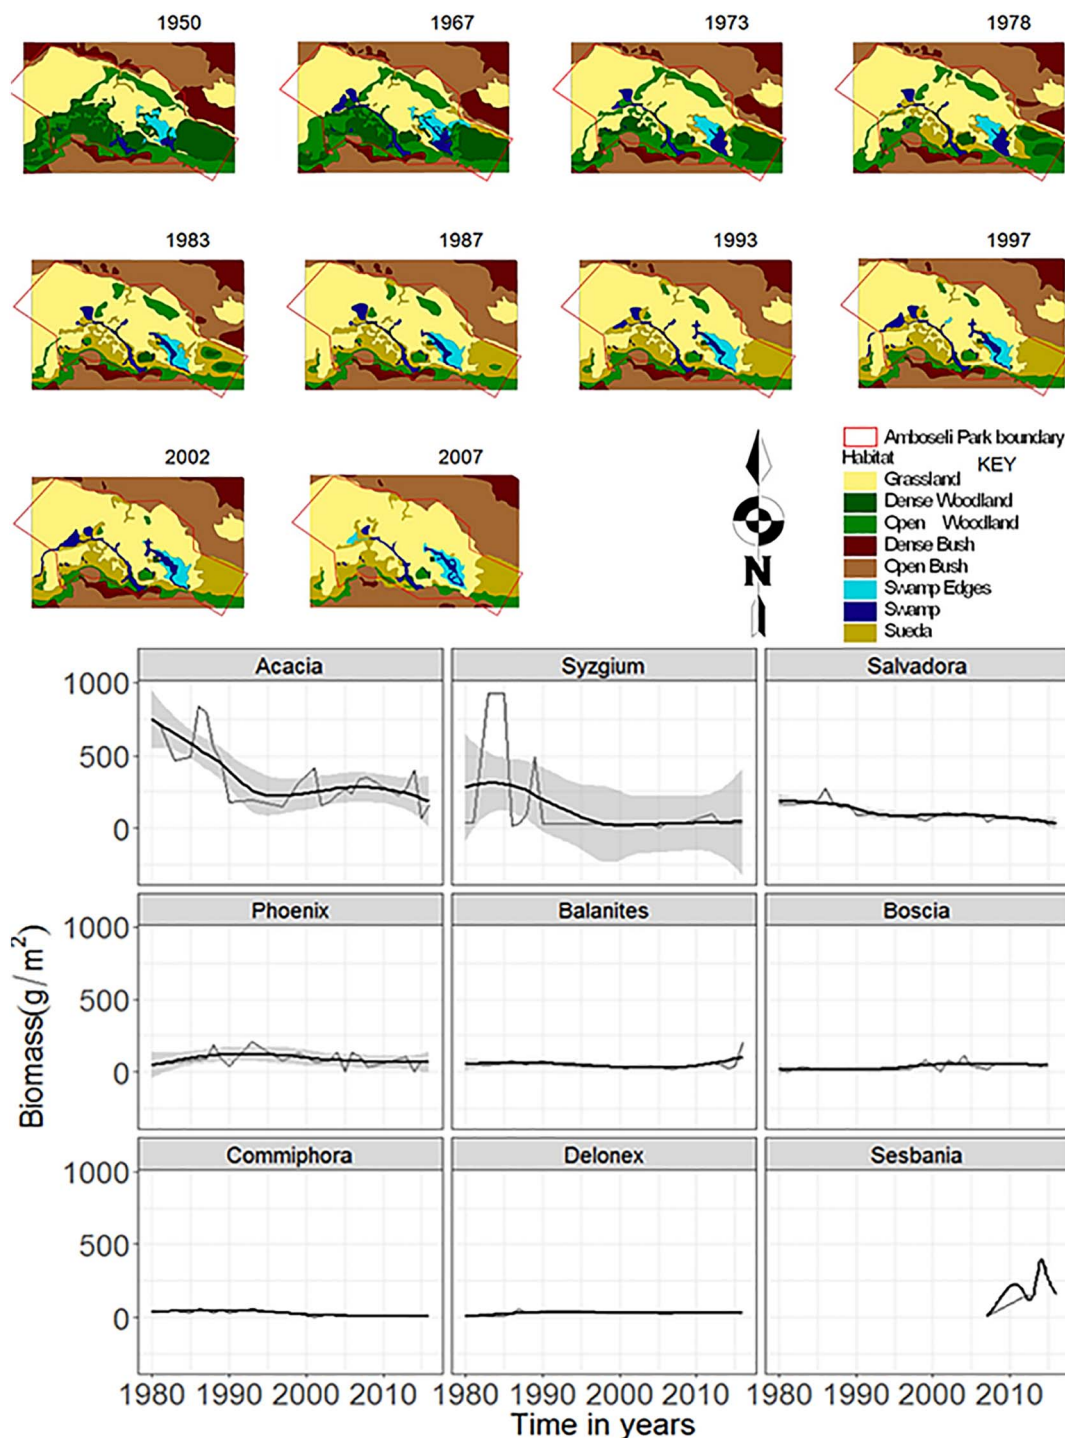 1950 1967 1973 1978
1983 1987 1993 1997
2002 2007
Amboseli Park boundary
Habitat KEY
Grassland
Dense Woodland
Open Woodland
Dense Bush
Open Bush
Swamp Edges
Swamp
Sueda
N
Acacia Syzgium Salvadora
1000
500
0
Phoenix Balanites Boscia
1000
500
0
Commiphora Delonex Sesbania
1000
500
0
Biomass(g/m²)
1980 1990 2000 2010 1980 1990 2000 2010 1980 1990 2000 2010
Time in years